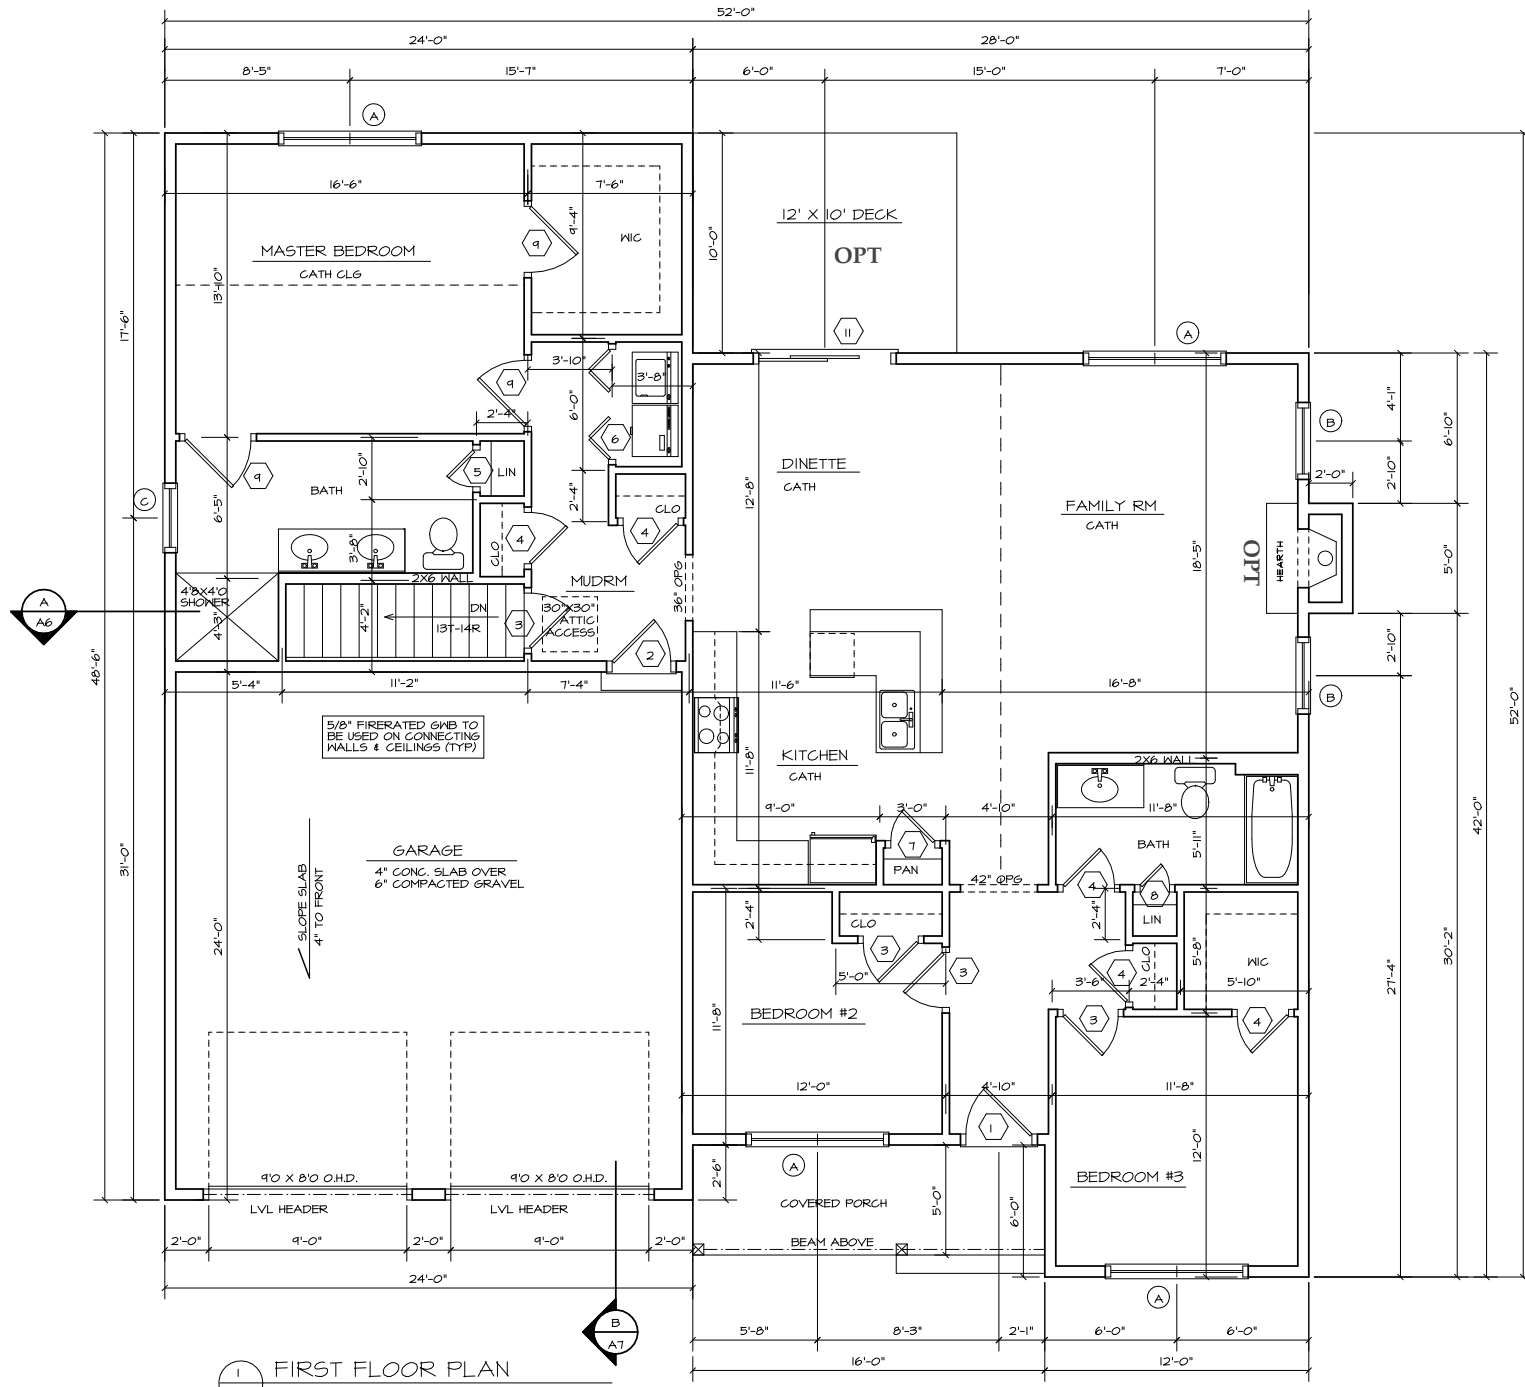 52'-0"
24'-0"
28'-0"
8'-5"
15'-7"
6'-0"
15'-0"
7'-0"
A
16'-6"
7'-6"
9'-4"
10'-0"
12' X 10' DECK
OPT
WIC
9
MASTER BEDROOM
CATH CLG
13'-10"
17'-6"
11
A
3'-10"
3'-8"
9
2'-4"
6'-0"
6
4'-1"
6'-10"
B
2'-10"
2'-0"
9
BATH
2'-10"
5
LIN
DINETTE
CATH
12'-8"
FAMILY RM
CATH
C
6'-5"
2'-4"
CLO
4
CLO
4
3'-8"
18'-5"
OPT
HEARTH
5'-0"
2X6 WALL
MUDRM
36" OPG
4'8X4'0
SHOWER
4'-3"
4'-2"
DN
13T-14R
3
30"X30"
ATTIC
ACCESS
2
A
A6
2'-10"
48'-6"
52'-0"
5'-4"
11'-2"
7'-4"
11'-6"
16'-8"
B
5/8" FIRERATED GWB TO
BE USED ON CONNECTING
WALLS & CEILINGS (TYP)
KITCHEN
CATH
11'-8"
2X6 WALL
9'-0"
3'-0"
4'-10"
11'-8"
42'-0"
31'-0"
GARAGE
4" CONC. SLAB OVER
6" COMPACTED GRAVEL
SLOPE SLAB
4" TO FRONT
7
PAN
BATH
5'-11"
42" OPG
4
8
LIN
24'-0"
2'-4"
CLO
3
5'-0"
3
2'-4"
CLO
4
5'-8"
WIC
30'-2"
27'-4"
3'-6"
2'-4"
5'-10"
11'-8"
BEDROOM #2
3
4
12'-0"
4'-10"
11'-8"
1
12'-0"
A
BEDROOM #3
9'0 X 8'0 O.H.D.
9'0 X 8'0 O.H.D.
2'-6"
COVERED PORCH
5'-0"
6'-0"
LVL HEADER
LVL HEADER
BEAM ABOVE
2'-0"
9'-0"
2'-0"
9'-0"
2'-0"
24'-0"
A
B
A7
5'-8"
8'-3"
2'-1"
6'-0"
6'-0"
16'-0"
12'-0"
1
FIRST FLOOR PLAN